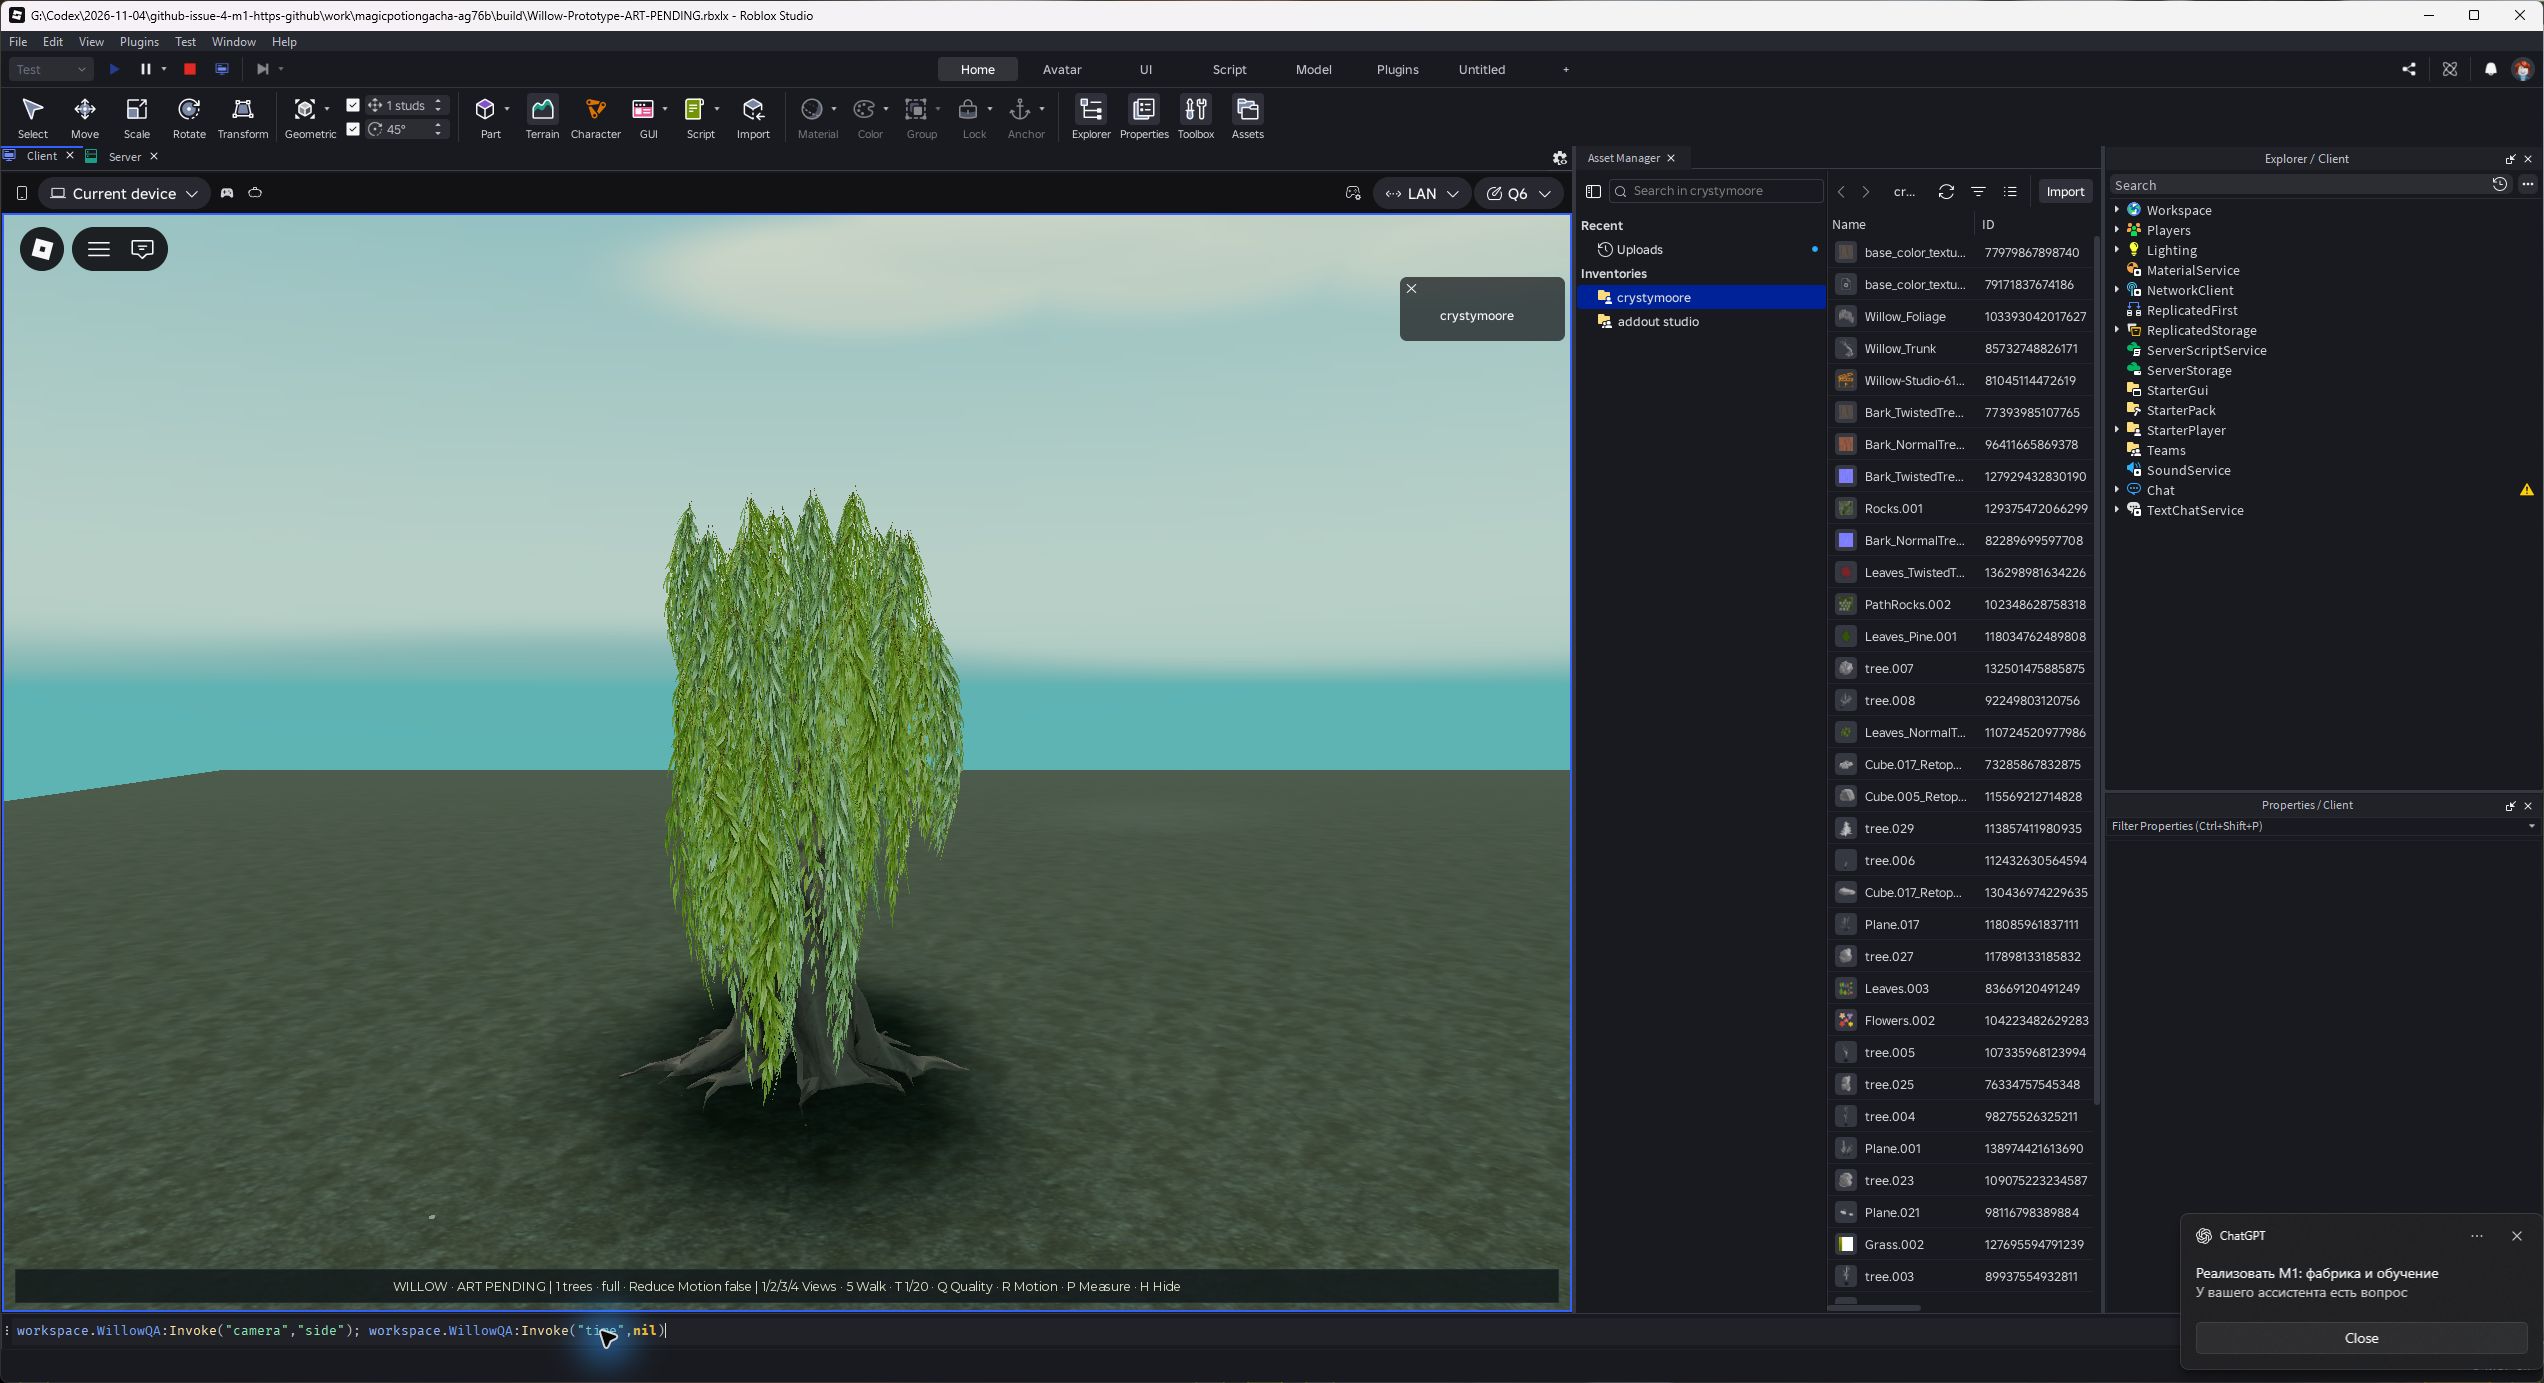 G:\Codex\2026-11-04\github-issue-4-m1-https-github\work\magicpotiongacha-ag76b\build\Willow-Prototype-ART-PENDING.rbxlx - Roblox Studio
File Edit View Plugins Test Window Help
Test
Home Avatar UI Script Model Plugins Untitled +
1 studs
45°
Select Move Scale Rotate Transform Geometric Part Terrain Character GUI Script Import Material Color Group Lock Anchor Explorer Properties Toolbox Assets
Client Server
Current device
LAN
Q6
crystymoore
WILLOW · ART PENDING | 1 trees · full · Reduce Motion false | 1/2/3/4 Views · 5 Walk · T 1/20 · Q Quality · R Motion · P Measure · H Hide
workspace.WillowQA:Invoke("camera","side"); workspace.WillowQA:Invoke(" ",nil)
Asset Manager
Search in crystymoore
cr...
Import
Recent
Uploads
Inventories
crystymoore
addout studio
Name ID
base_color_textu... 77979867898740
base_color_textu... 79171837674186
Willow_Foliage 103393042017627
Willow_Trunk 85732748826171
Willow-Studio-61... 81045114472619
Bark_TwistedTre... 77393985107765
Bark_NormalTre... 96411665869378
Bark_TwistedTre... 127929432830190
Rocks.001 129375472066299
Bark_NormalTre... 82289699597708
Leaves_TwistedT... 136298981634226
PathRocks.002 102348628758318
Leaves_Pine.001 118034762489808
tree.007 132501475885875
tree.008 92249803120756
Leaves_NormalT... 110724520977986
Cube.017_Retop... 73285867832875
Cube.005_Retop... 115569212714828
tree.029 113857411980935
tree.006 112432630564594
Cube.017_Retop... 130436974229635
Plane.017 118085961837111
tree.027 117898133185832
Leaves.003 83669120491249
Flowers.002 104223482629283
tree.005 107335968123994
tree.025 76334757545348
tree.004 98275526325211
Plane.001 138974421613690
tree.023 109075223234587
Plane.021 98116798389884
Grass.002 127695594791239
tree.003 89937554932811
Explorer / Client
Search
Workspace
Players
Lighting
MaterialService
NetworkClient
ReplicatedFirst
ReplicatedStorage
ServerScriptService
ServerStorage
StarterGui
StarterPack
StarterPlayer
Teams
SoundService
Chat
TextChatService
Properties / Client
Filter Properties (Ctrl+Shift+P)
ChatGPT
Реализовать M1: фабрика и обучение
У вашего ассистента есть вопрос
Close